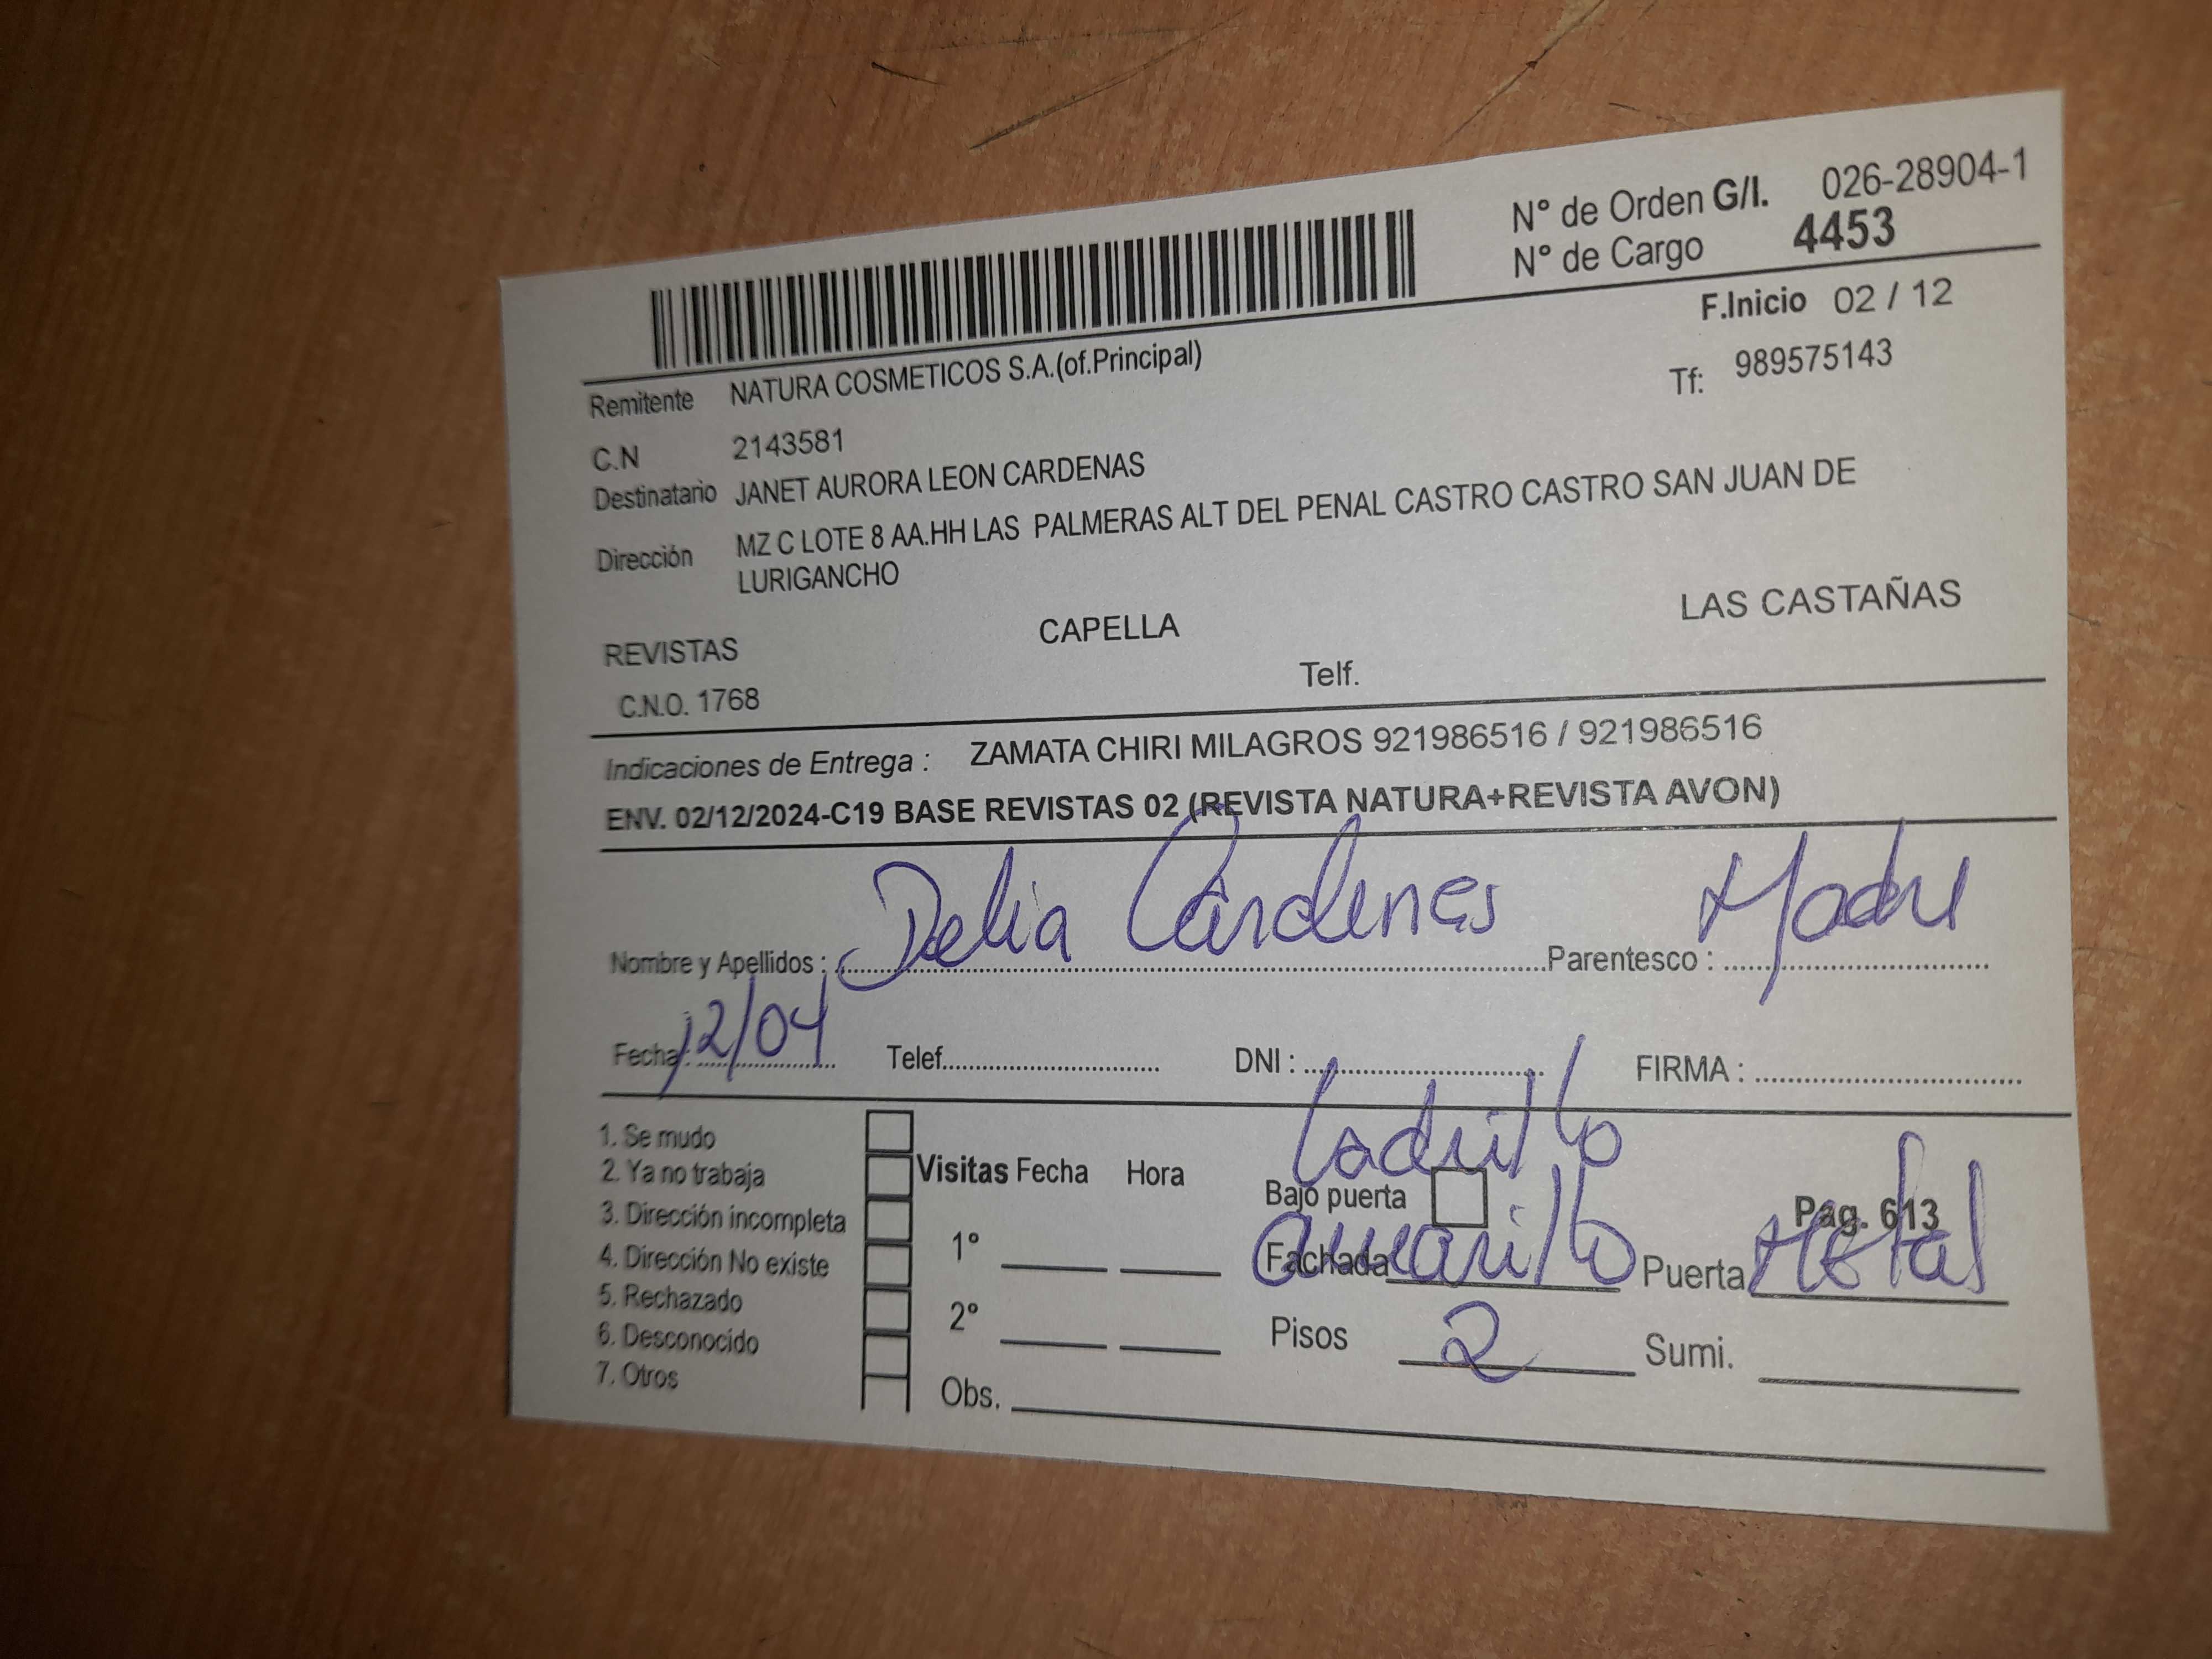 N° de Orden G/I. 026-28904-1
N° de Cargo 4453
F.Inicio 02 / 12
Remitente NATURA COSMETICOS S.A.(of.Principal)
Tf: 989575143
C.N 2143581
Destinatario JANET AURORA LEON CARDENAS
Dirección MZ C LOTE 8 AA.HH LAS PALMERAS ALT DEL PENAL CASTRO CASTRO SAN JUAN DE
LURIGANCHO
REVISTAS CAPELLA LAS CASTAÑAS
C.N.O. 1768 Telf.
Indicaciones de Entrega : ZAMATA CHIRI MILAGROS 921986516 / 921986516
ENV. 02/12/2024-C19 BASE REVISTAS 02 (REVISTA NATURA+REVISTA AVON)
Nombre y Apellidos : Delia Cárdenas Parentesco : Madre
Fecha : 12/04 Telef. DNI : FIRMA :
1. Se mudo
2. Ya no trabaja
3. Dirección incompleta
4. Dirección No existe
5. Rechazado
6. Desconocido
7. Otros
Visitas Fecha Hora
1°
2°
Obs.
Ladrillo
Bajo puerta Pág. 613
Fachada amarillo Puerta Metal
Pisos 2 Sumi.